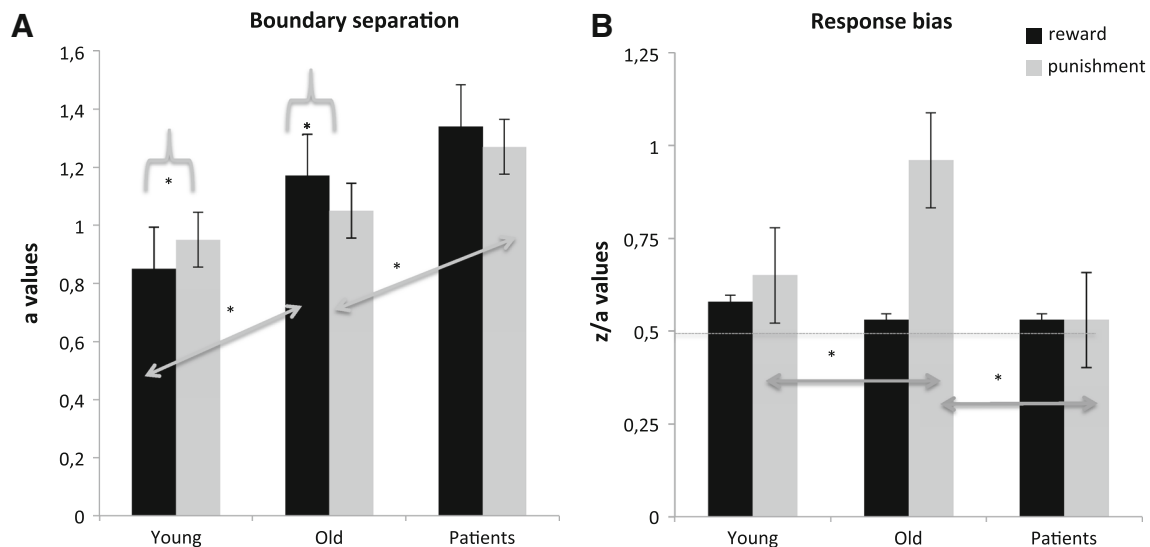 A
Boundary separation
1,6
1,4
1,2
1
0,8
0,6
0,4
0,2
0
a values
*
*
*
*
Young
Old
Patients
B
Response bias
reward
punishment
1,25
1
0,75
0,5
0,25
0
z/a values
*
*
Young
Old
Patients